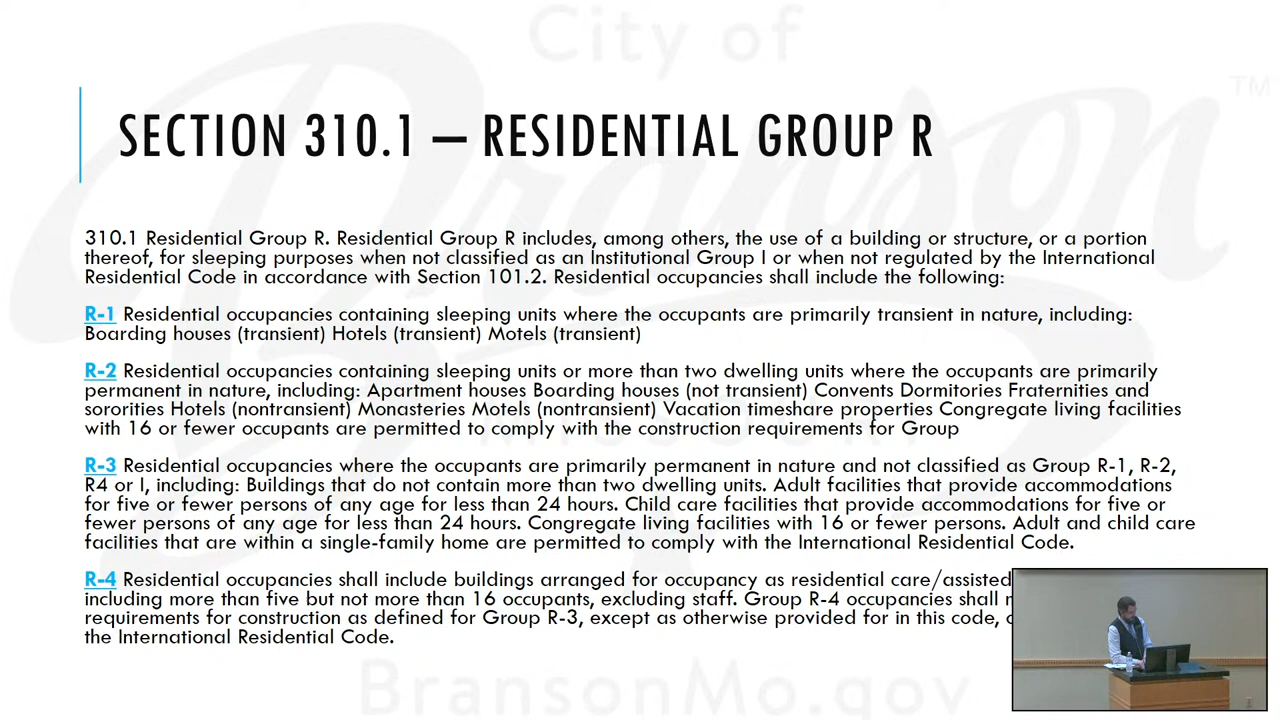 City of
Branson
TM
SECTION 310.1 – RESIDENTIAL GROUP R
310.1 Residential Group R. Residential Group R includes, among others, the use of a building or structure, or a portion
thereof, for sleeping purposes when not classified as an Institutional Group I or when not regulated by the International
Residential Code in accordance with Section 101.2. Residential occupancies shall include the following:
R-1 Residential occupancies containing sleeping units where the occupants are primarily transient in nature, including:
Boarding houses (transient) Hotels (transient) Motels (transient)
R-2 Residential occupancies containing sleeping units or more than two dwelling units where the occupants are primarily
permanent in nature, including: Apartment houses Boarding houses (not transient) Convents Dormitories Fraternities and
sororities Hotels (nontransient) Monasteries Motels (nontransient) Vacation timeshare properties Congregate living facilities
with 16 or fewer occupants are permitted to comply with the construction requirements for Group
R-3 Residential occupancies where the occupants are primarily permanent in nature and not classified as Group R-1, R-2,
R4 or I, including: Buildings that do not contain more than two dwelling units. Adult facilities that provide accommodations
for five or fewer persons of any age for less than 24 hours. Child care facilities that provide accommodations for five or
fewer persons of any age for less than 24 hours. Congregate living facilities with 16 or fewer persons. Adult and child care
facilities that are within a single-family home are permitted to comply with the International Residential Code.
R-4 Residential occupancies shall include buildings arranged for occupancy as residential care/assisted
including more than five but not more than 16 occupants, excluding staff. Group R-4 occupancies shall
requirements for construction as defined for Group R-3, except as otherwise provided for in this code,
the International Residential Code.
BransonMo.gov